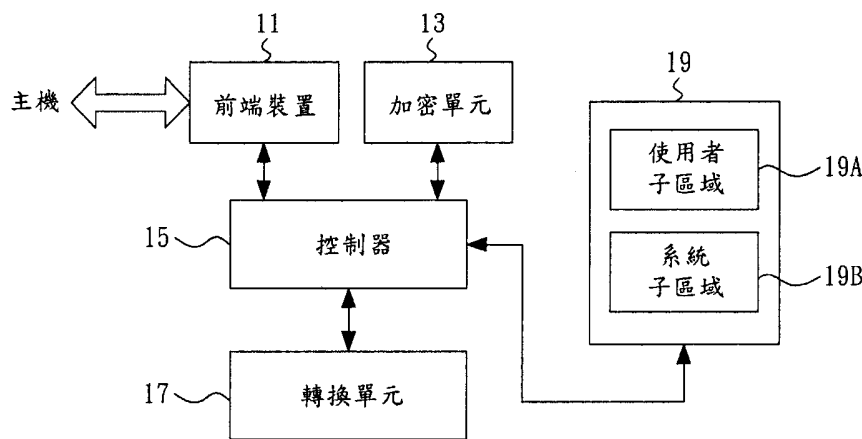 11
13
主機
前端裝置
加密單元
19
使用者
子區域
19A
15
控制器
系統
子區域
19B
17
轉換單元